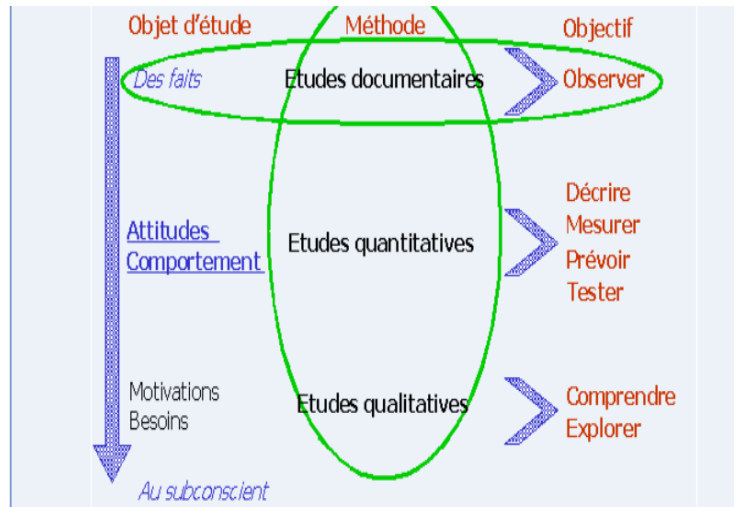 Objet d'étude Méthode Objectif
Des faits Etudes documentaires Observer
Attitudes
Comportement
Etudes quantitatives
Décrire
Mesurer
Prévoir
Tester
Motivations
Besoins
Etudes qualitatives
Comprendre
Explorer
Au subconscient